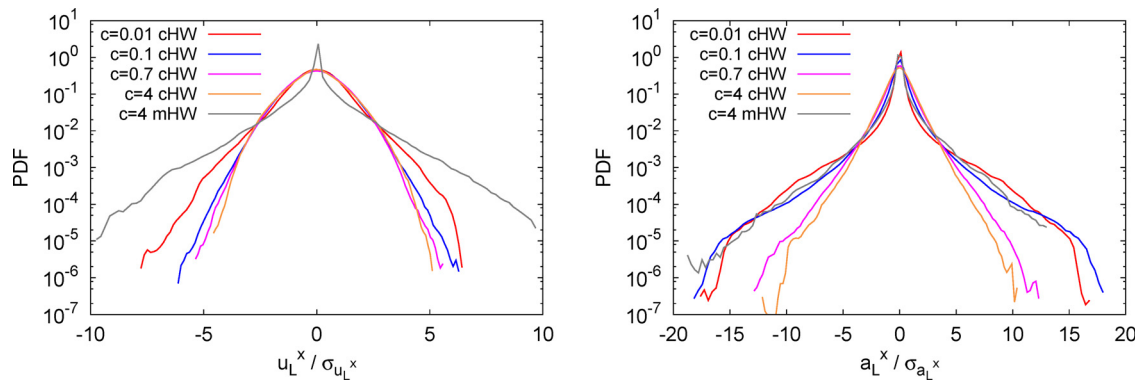 10^1
10^0
10^-1
10^-2
10^-3
10^-4
10^-5
10^-6
10^-7
PDF
c=0.01 cHW
c=0.1 cHW
c=0.7 cHW
c=4 cHW
c=4 mHW
-10 -5 0 5 10
u_L^x / σ_{u_L^x}
10^1
10^0
10^-1
10^-2
10^-3
10^-4
10^-5
10^-6
10^-7
PDF
c=0.01 cHW
c=0.1 cHW
c=0.7 cHW
c=4 cHW
c=4 mHW
-20 -15 -10 -5 0 5 10 15 20
a_L^x / σ_{a_L^x}